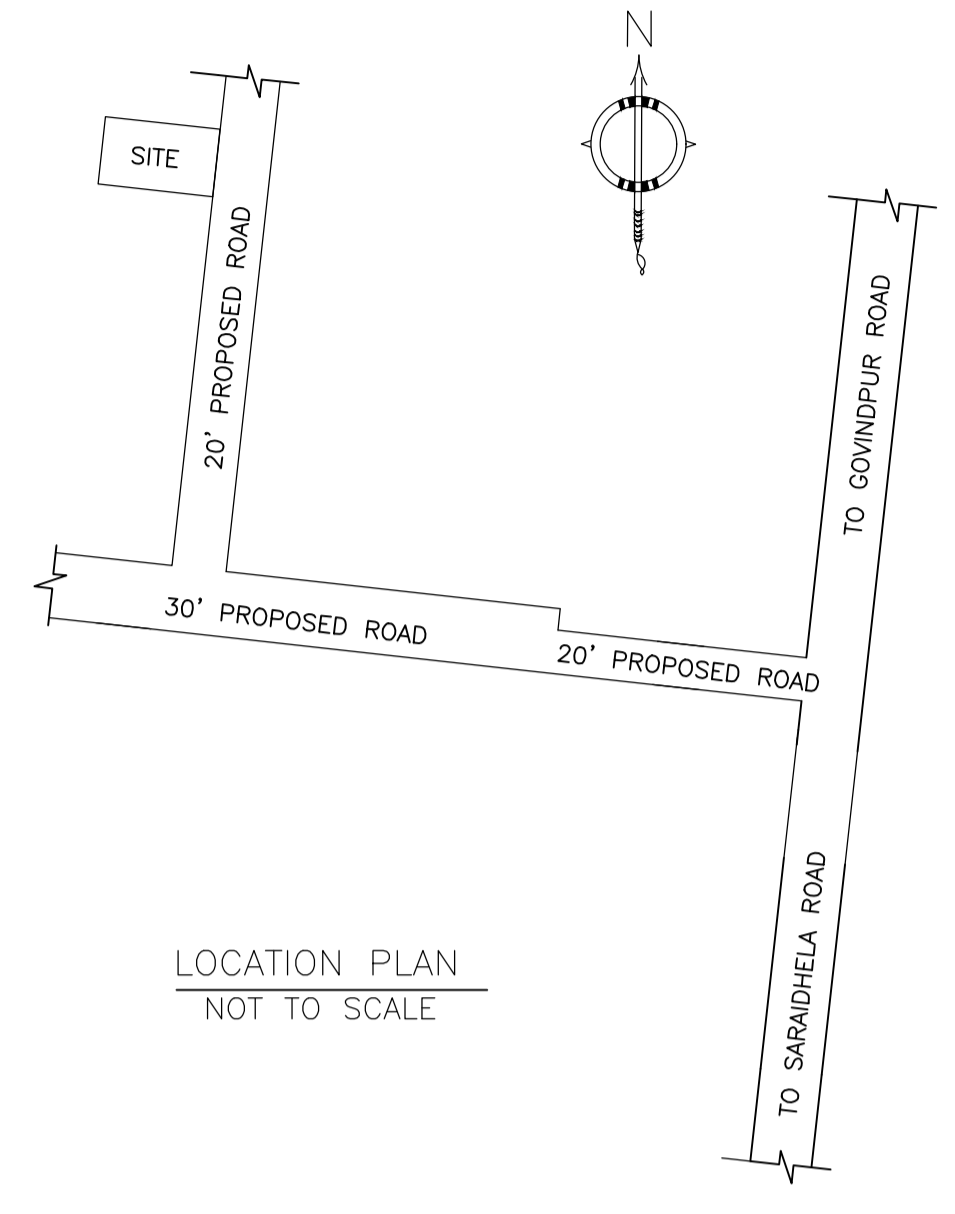 N
SITE
20' PROPOSED ROAD
TO GOVINDPUR ROAD
30' PROPOSED ROAD
20' PROPOSED ROAD
TO SARAIDHELA ROAD
LOCATION PLAN
NOT TO SCALE